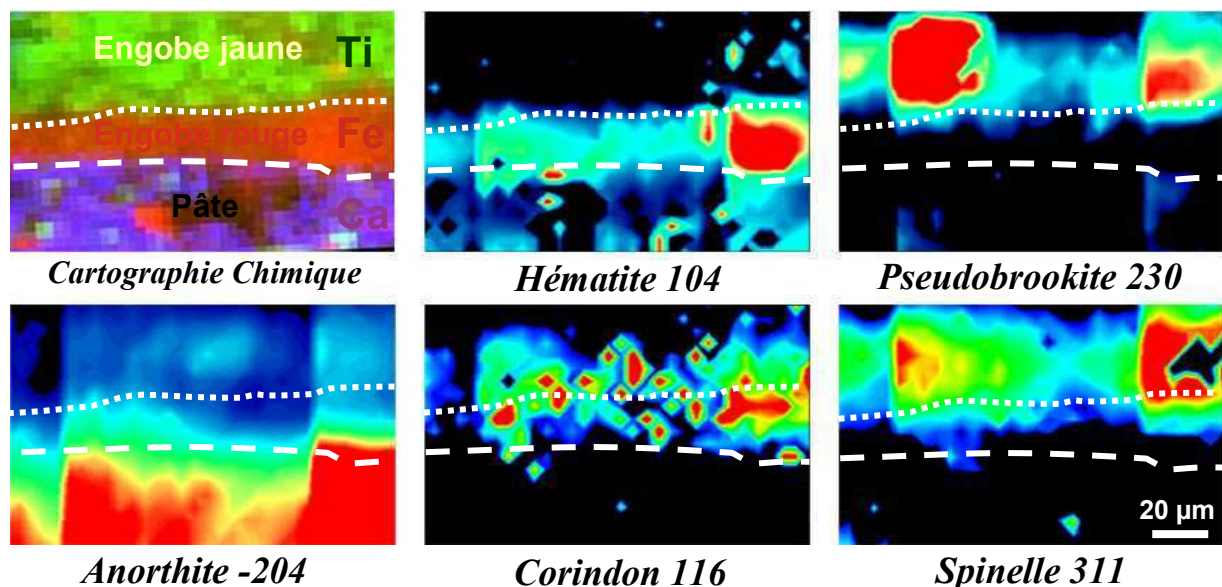 Engobe jaune Ti
Engobe rouge Fe
Pâte Ca
Cartographie Chimique
Hématite 104
Pseudobrookite 230
20 µm
Anorthite -204
Corindon 116
Spinelle 311